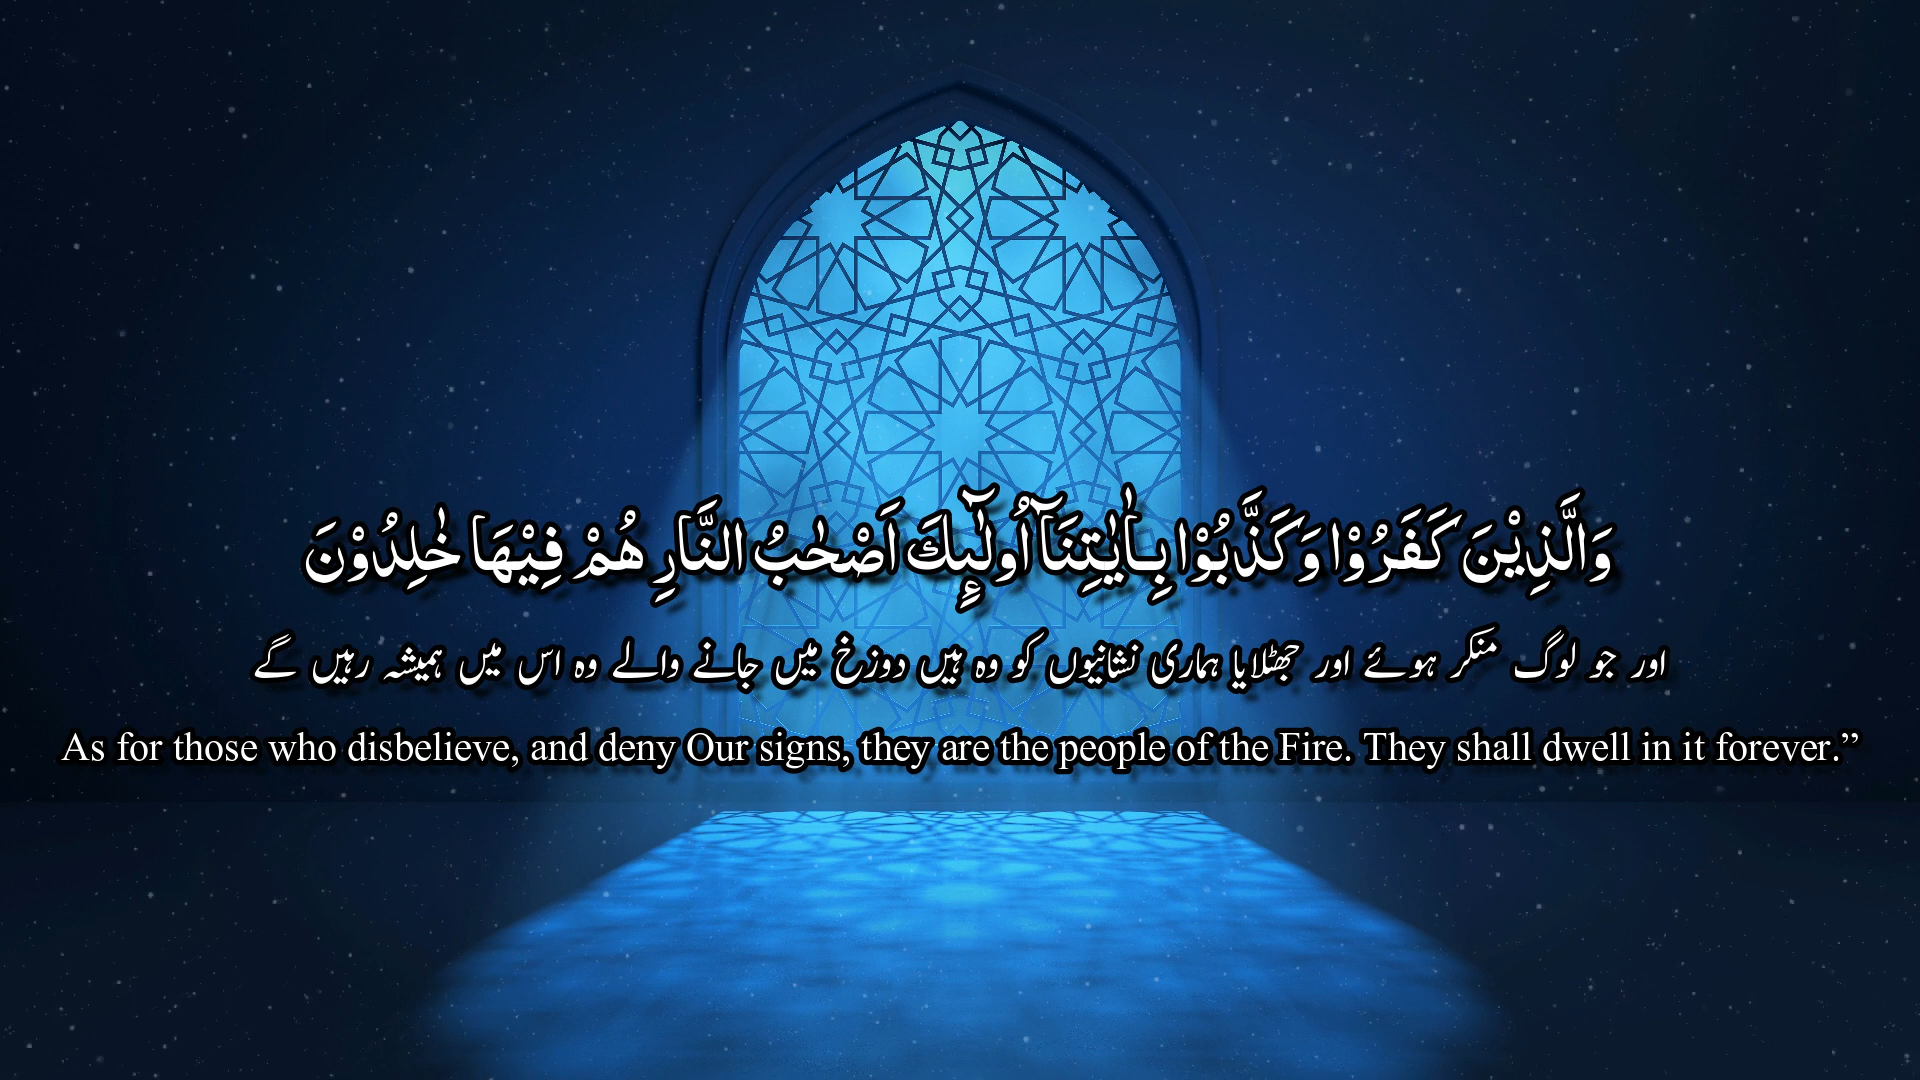 وَالَّذِيْنَ كَفَرُوْا وَكَذَّبُوْا بِاٰيٰتِنَآ اُولٰٓئِكَ اَصْحٰبُ النَّارِ هُمْ فِيْهَا خٰلِدُوْنَ
اور جو لوگ منکر ہوئے اور جھٹلایا ہماری نشانیوں کو وہ ہیں دوزخ میں جانے والے وہ اس میں ہمیشہ رہیں گے
As for those who disbelieve, and deny Our signs, they are the people of the Fire. They shall dwell in it forever.”